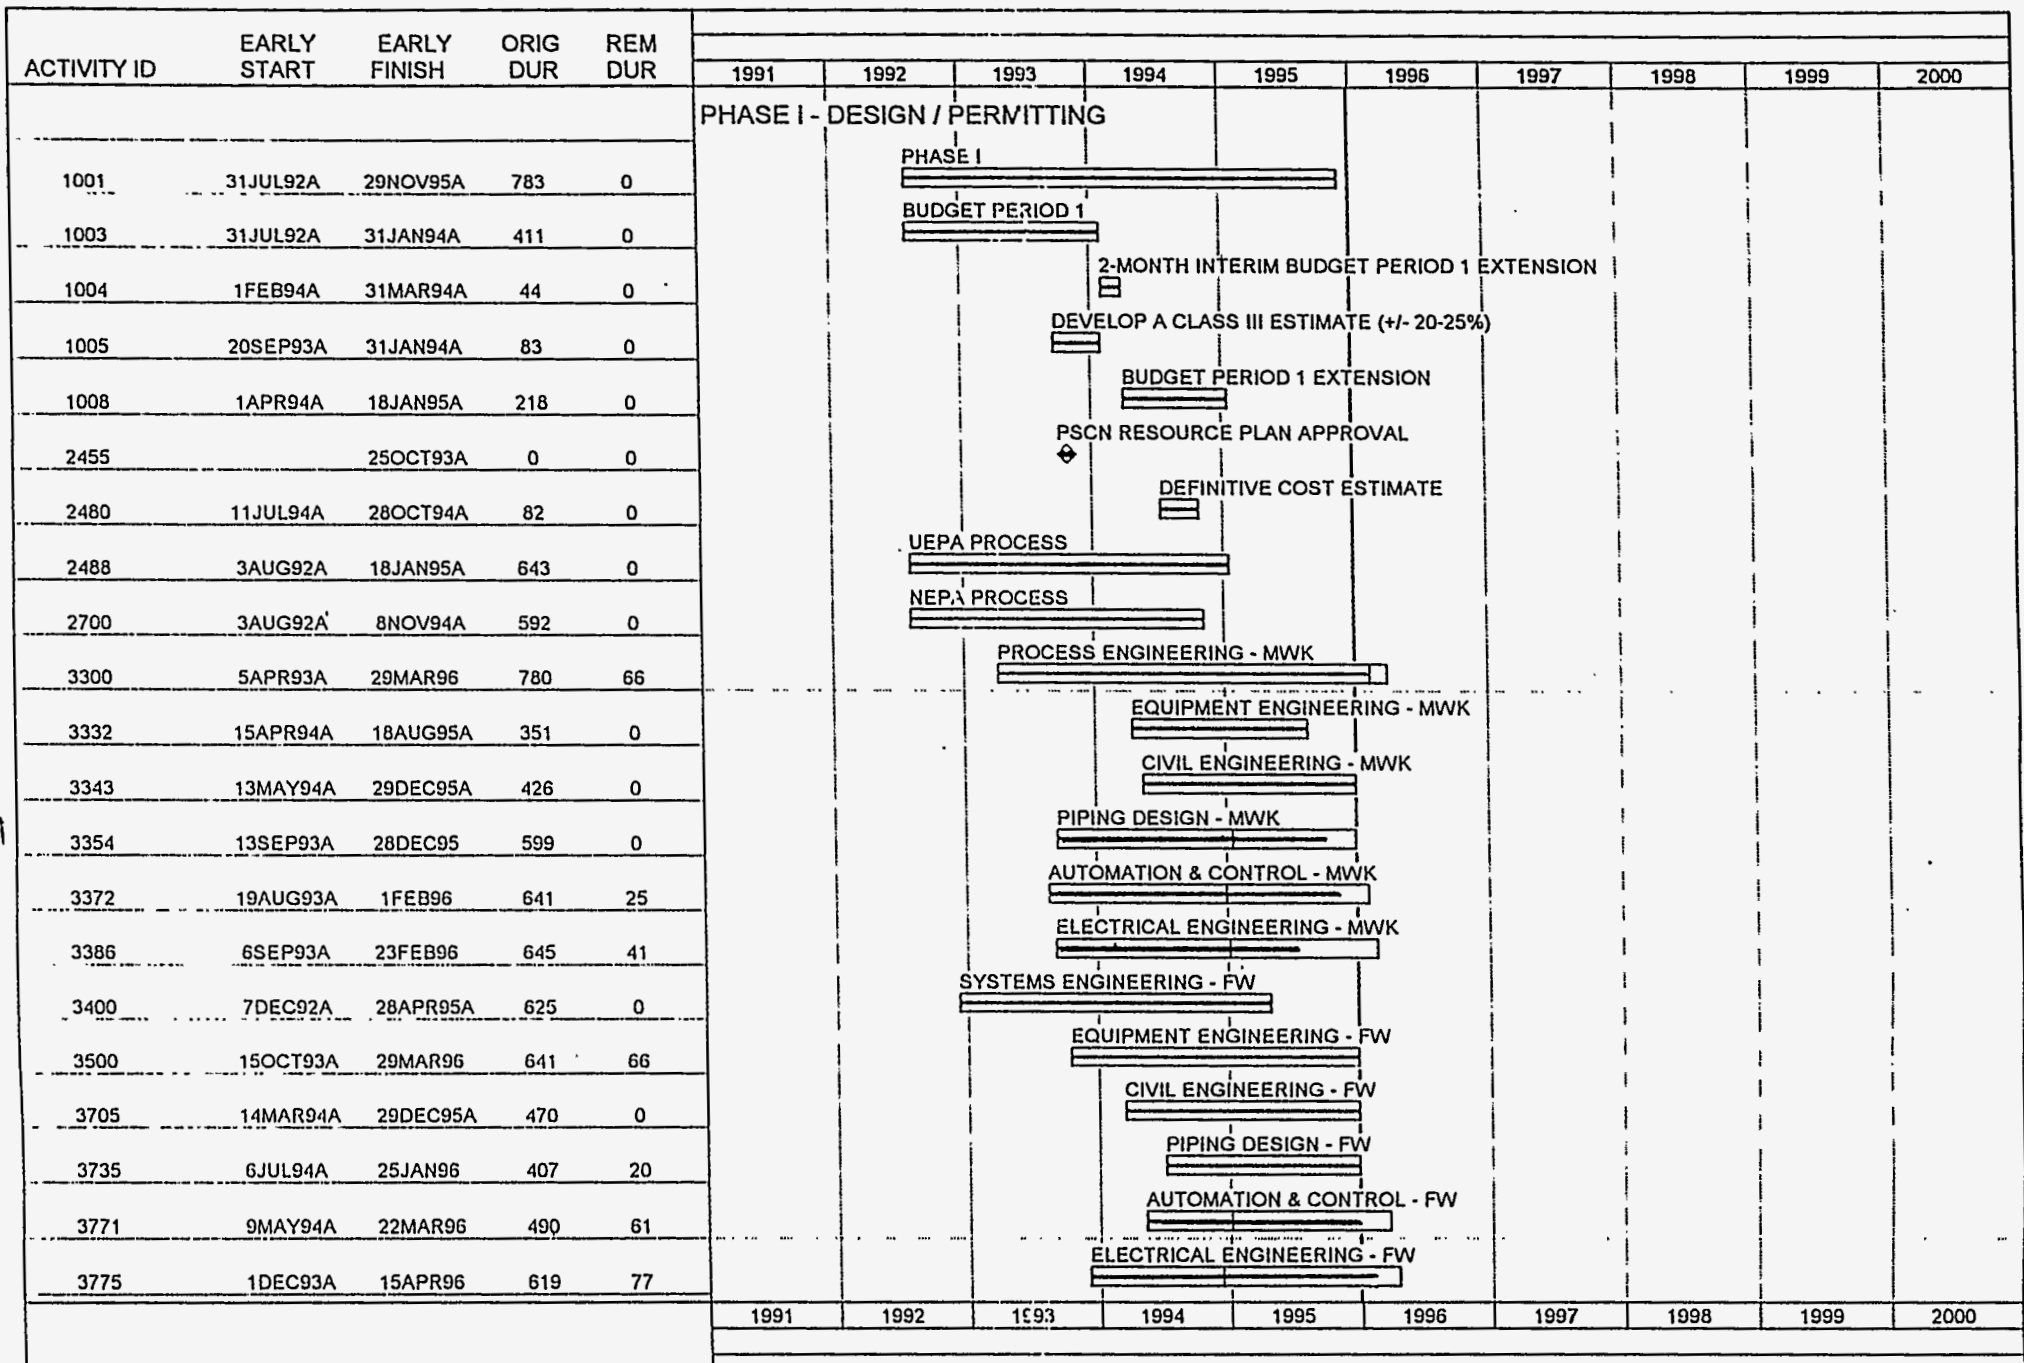 EARLY EARLY ORIG REM
ACTIVITY ID START FINISH DUR DUR
1991 1992 1993 1994 1995 1996 1997 1998 1999 2000
PHASE I - DESIGN / PERMITTING
PHASE I
1001 31JUL92A 29NOV95A 783 0
BUDGET PERIOD 1
1003 31JUL92A 31JAN94A 411 0
2-MONTH INTERIM BUDGET PERIOD 1 EXTENSION
1004 1FEB94A 31MAR94A 44 0
DEVELOP A CLASS III ESTIMATE (+/- 20-25%)
1005 20SEP93A 31JAN94A 83 0
BUDGET PERIOD 1 EXTENSION
1008 1APR94A 18JAN95A 218 0
PSCN RESOURCE PLAN APPROVAL
2455 25OCT93A 0 0
DEFINITIVE COST ESTIMATE
2480 11JUL94A 28OCT94A 82 0
UEPA PROCESS
2488 3AUG92A 18JAN95A 643 0
NEPA PROCESS
2700 3AUG92A 8NOV94A 592 0
PROCESS ENGINEERING - MWK
3300 5APR93A 29MAR96 780 66
EQUIPMENT ENGINEERING - MWK
3332 15APR94A 18AUG95A 351 0
CIVIL ENGINEERING - MWK
3343 13MAY94A 29DEC95A 426 0
PIPING DESIGN - MWK
3354 13SEP93A 28DEC95 599 0
AUTOMATION & CONTROL - MWK
3372 19AUG93A 1FEB96 641 25
ELECTRICAL ENGINEERING - MWK
3386 6SEP93A 23FEB96 645 41
SYSTEMS ENGINEERING - FW
3400 7DEC92A 28APR95A 625 0
EQUIPMENT ENGINEERING - FW
3500 15OCT93A 29MAR96 641 66
CIVIL ENGINEERING - FW
3705 14MAR94A 29DEC95A 470 0
PIPING DESIGN - FW
3735 6JUL94A 25JAN96 407 20
AUTOMATION & CONTROL - FW
3771 9MAY94A 22MAR96 490 61
ELECTRICAL ENGINEERING - FW
3775 1DEC93A 15APR96 619 77
1991 1992 1993 1994 1995 1996 1997 1998 1999 2000